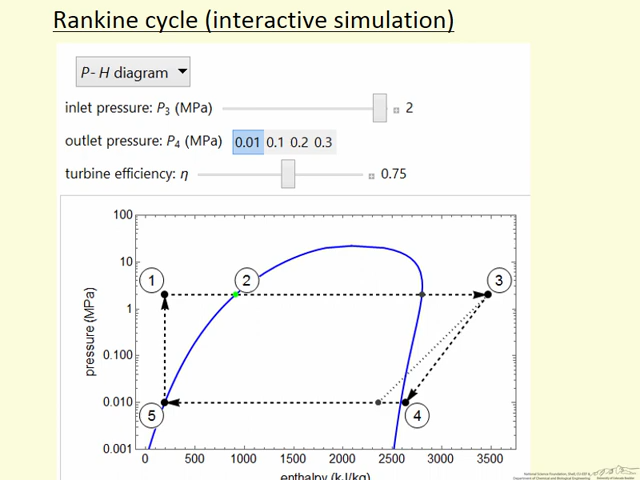 Rankine cycle (interactive simulation)
P- H diagram
inlet pressure: P3 (MPa) 2
outlet pressure: P4 (MPa) 0.01 0.1 0.2 0.3
turbine efficiency: η 0.75
100
10
1
0.100
0.010
0.001
pressure (MPa)
1 2 3
5 4
0 500 1000 1500 2000 2500 3000 3500
enthalpy (kJ/kg)